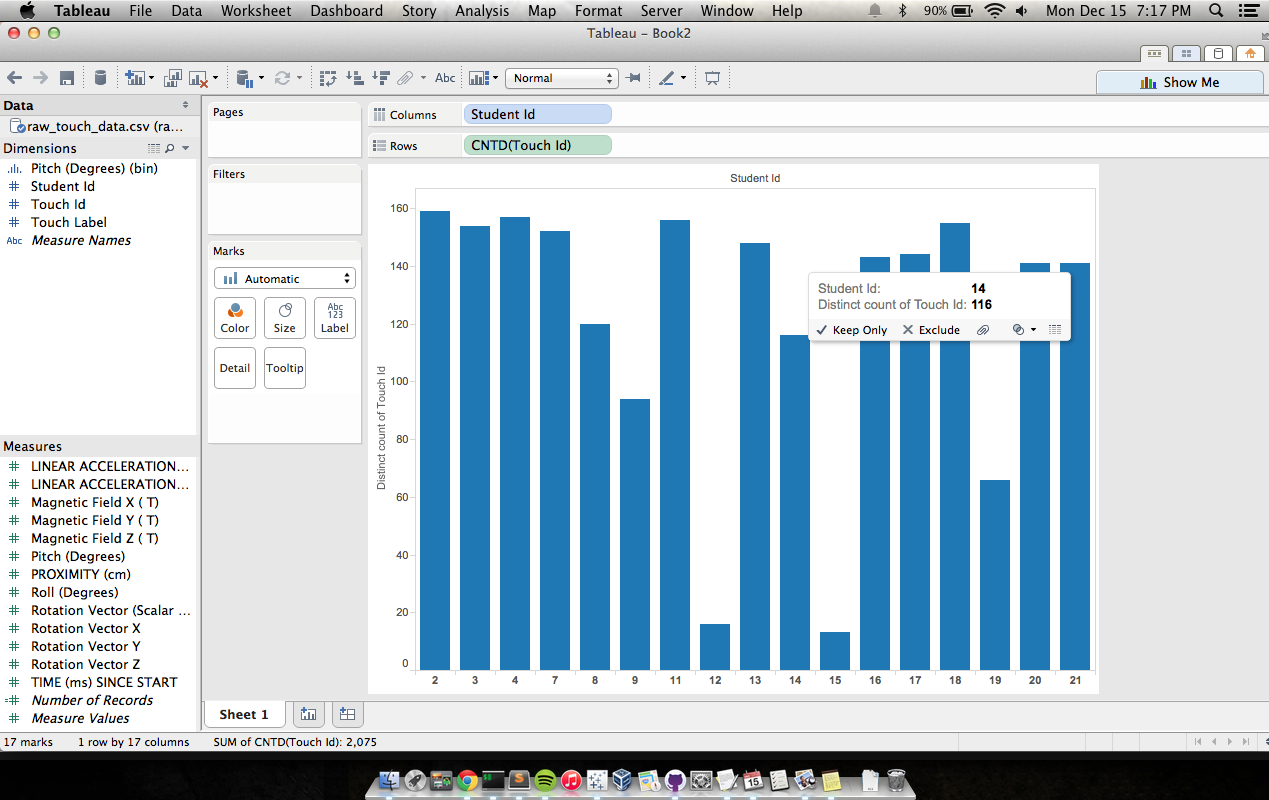 Tableau File Data Worksheet Dashboard Story Analysis Map Format Server Window Help 90% Mon Dec 15 7:17 PM
Tableau - Book2
Abc Normal Show Me
Data
raw_touch_data.csv (ra...
Dimensions
Pitch (Degrees) (bin)
Student Id
Touch Id
Touch Label
Abc Measure Names
Measures
LINEAR ACCELERATION...
LINEAR ACCELERATION...
Magnetic Field X ( T)
Magnetic Field Y ( T)
Magnetic Field Z ( T)
Pitch (Degrees)
PROXIMITY (cm)
Roll (Degrees)
Rotation Vector (Scalar ...
Rotation Vector X
Rotation Vector Y
Rotation Vector Z
TIME (ms) SINCE START
Number of Records
Measure Values
Pages
Filters
Marks
Automatic
Color Size Abc 123 Label
Detail Tooltip
Columns Student Id
Rows CNTD(Touch Id)
Student Id
Distinct count of Touch Id
160
140
120
100
80
60
40
20
0
2 3 4 7 8 9 11 12 13 14 15 16 17 18 19 20 21
Student Id: 14
Distinct count of Touch Id: 116
Keep Only Exclude
Sheet 1
17 marks 1 row by 17 columns SUM of CNTD(Touch Id): 2,075
S 15